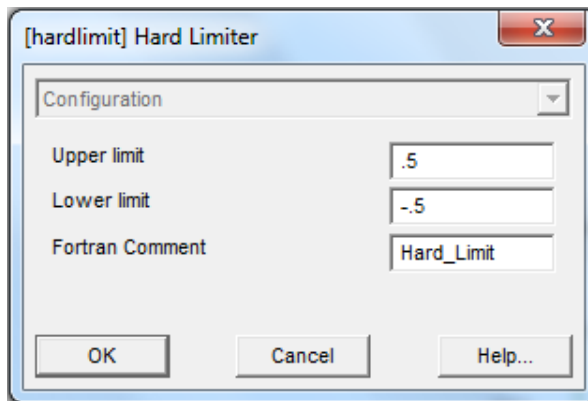 [hardlimit] Hard Limiter
Configuration
Upper limit .5
Lower limit -.5
Fortran Comment Hard_Limit
OK Cancel Help...